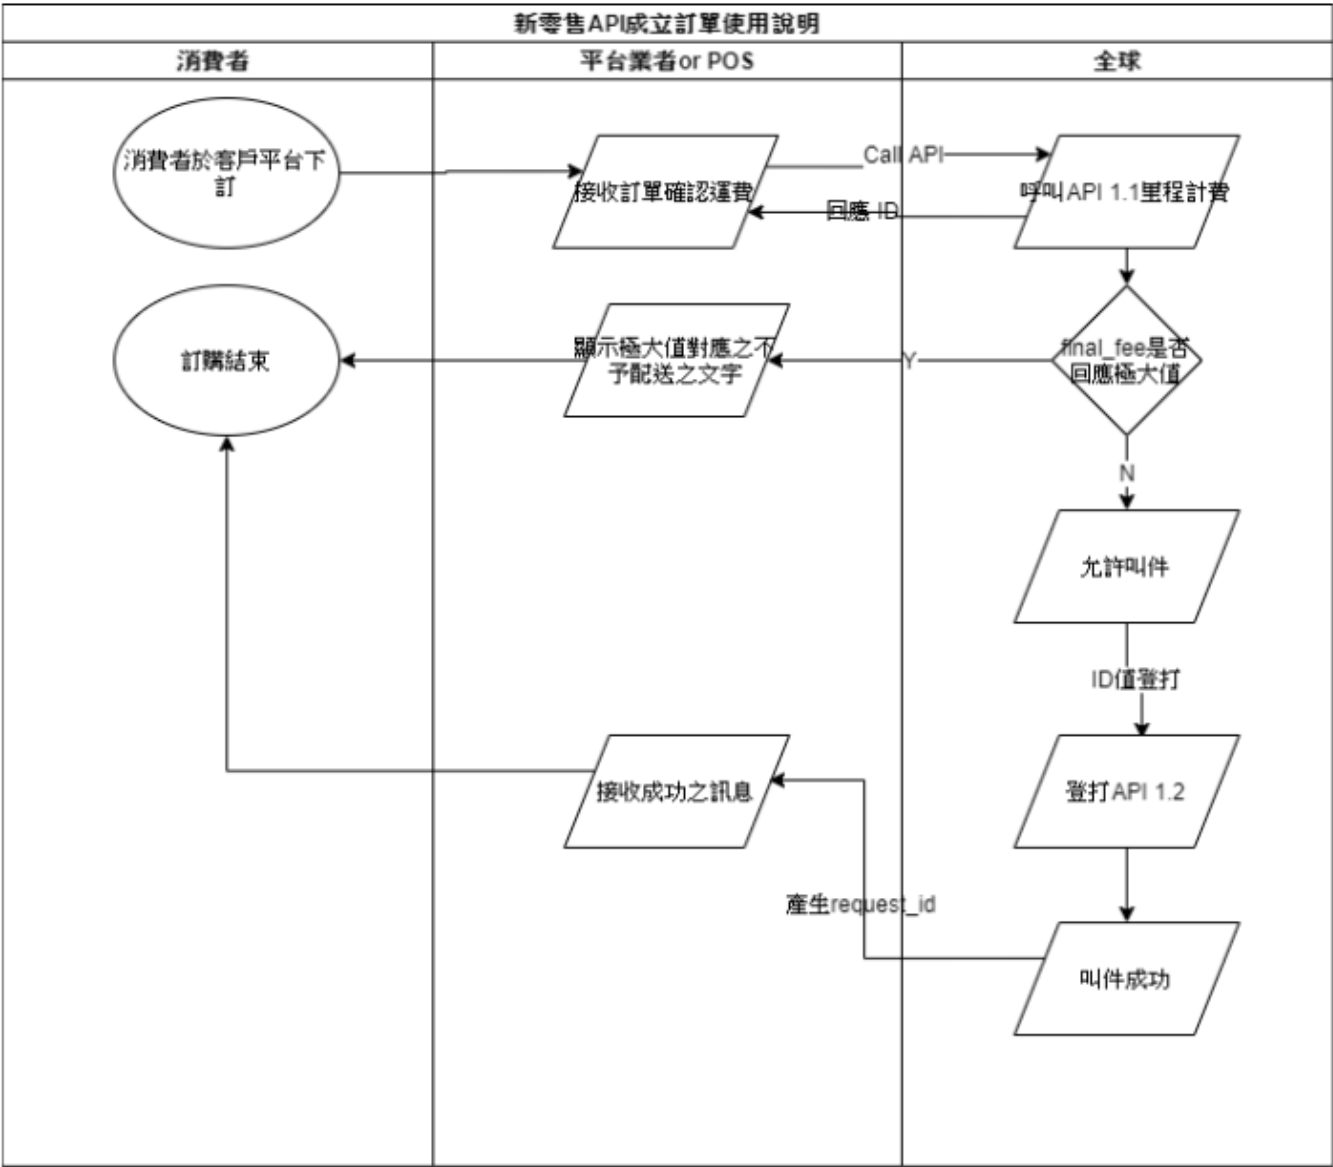 新零售API成立訂單使用說明
消費者
平台業者or POS
全球
消費者於客戶平台下
訂
接收訂單確認運費
Call API
呼叫API 1.1里程計費
回應 ID
訂購結束
顯示極大值對應之不
予配送之文字
Y
final_fee是否
回應極大值
N
允許叫件
ID值登打
接收成功之訊息
登打API 1.2
產生request_id
叫件成功